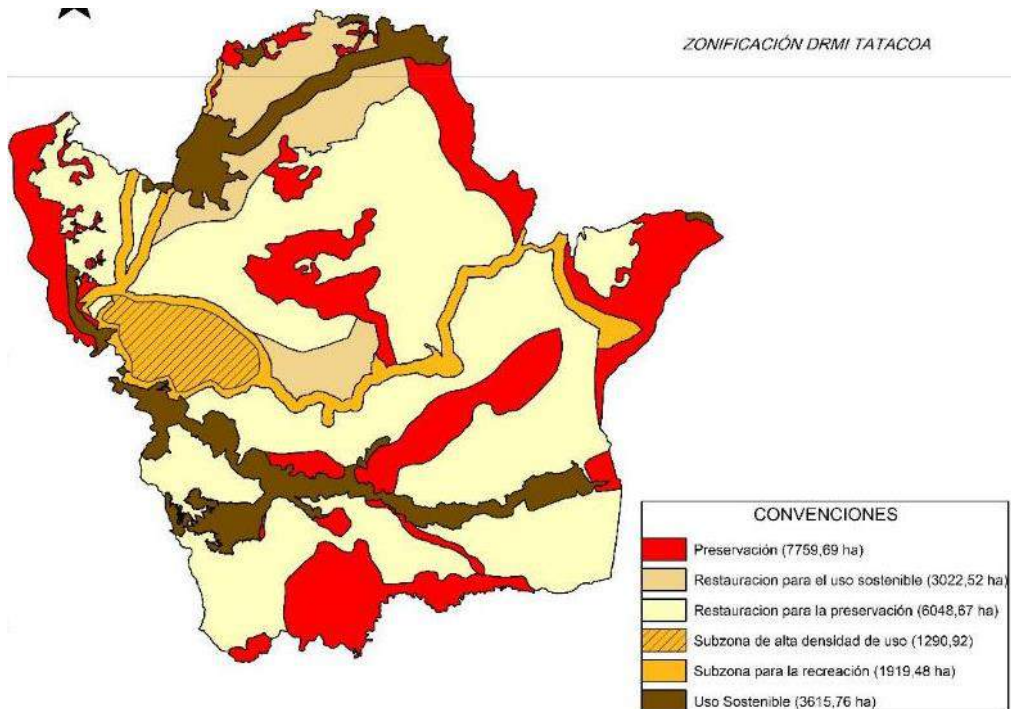 ZONIFICACIÓN DRMI TATACOA
CONVENCIONES
Preservación (7759,69 ha)
Restauracion para el uso sostenible (3022,52 ha)
Restauracion para la preservación (6048,67 ha)
Subzona de alta densidad de uso (1290,92)
Subzona para la recreación (1919,48 ha)
Uso Sostenible (3615,76 ha)